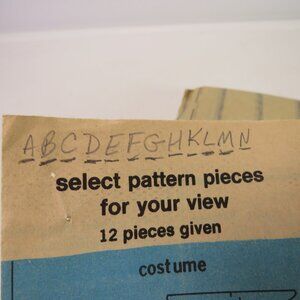 ABCDEFGHKLMN
select pattern pieces
for your view
12 pieces given
costume